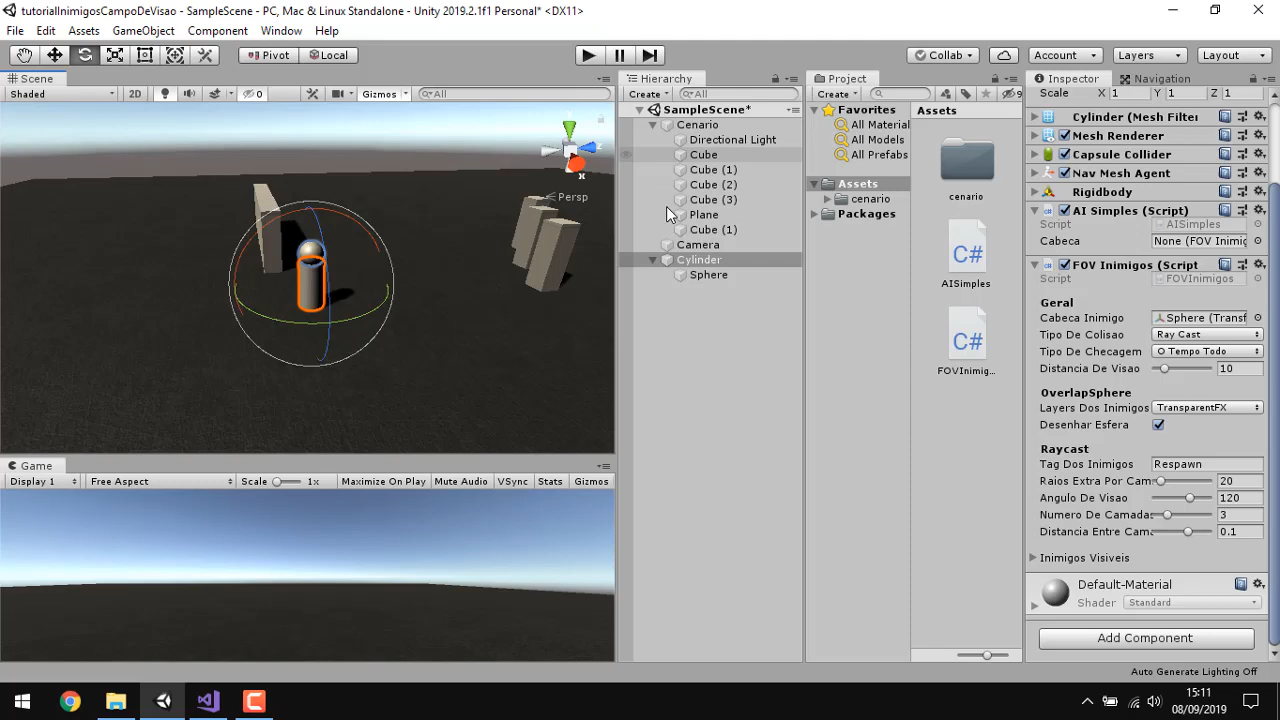 tutorialInimigosCampoDeVisao - SampleScene - PC, Mac & Linux Standalone - Unity 2019.2.1f1 Personal* <DX11>
File Edit Assets GameObject Component Window Help
Pivot Local Collab Account Layers Layout
Scene
Shaded 2D 0 Gizmos All
Persp
x
Game
Display 1 Free Aspect Scale 1x Maximize On Play Mute Audio VSync Stats Gizmos
Hierarchy
Create All
SampleScene*
Cenario
Directional Light
Cube
Cube (1)
Cube (2)
Cube (3)
Plane
Cube (1)
Camera
Cylinder
Sphere
Project
Create 9
Favorites
All Material
All Models
All Prefabs
Assets
cenario
Packages
Assets
cenario
C#
AISimples
C#
FOVInimig...
Inspector Navigation
Scale X 1 Y 1 Z 1
Cylinder (Mesh Filter
Mesh Renderer
Capsule Collider
Nav Mesh Agent
Rigidbody
AI Simples (Script)
Script AISimples
Cabeca None (FOV Inimig
FOV Inimigos (Script
Script FOVInimigos
Geral
Cabeca Inimigo Sphere (Transf
Tipo De Colisao Ray Cast
Tipo De Checagem O Tempo Todo
Distancia De Visao 10
OverlapSphere
Layers Dos Inimigos TransparentFX
Desenhar Esfera
Raycast
Tag Dos Inimigos Respawn
Raios Extra Por Cam 20
Angulo De Visao 120
Numero De Camadas 3
Distancia Entre Cama 0.1
Inimigos Visiveis
Default-Material
Shader Standard
Add Component
Auto Generate Lighting Off
15:11
08/09/2019